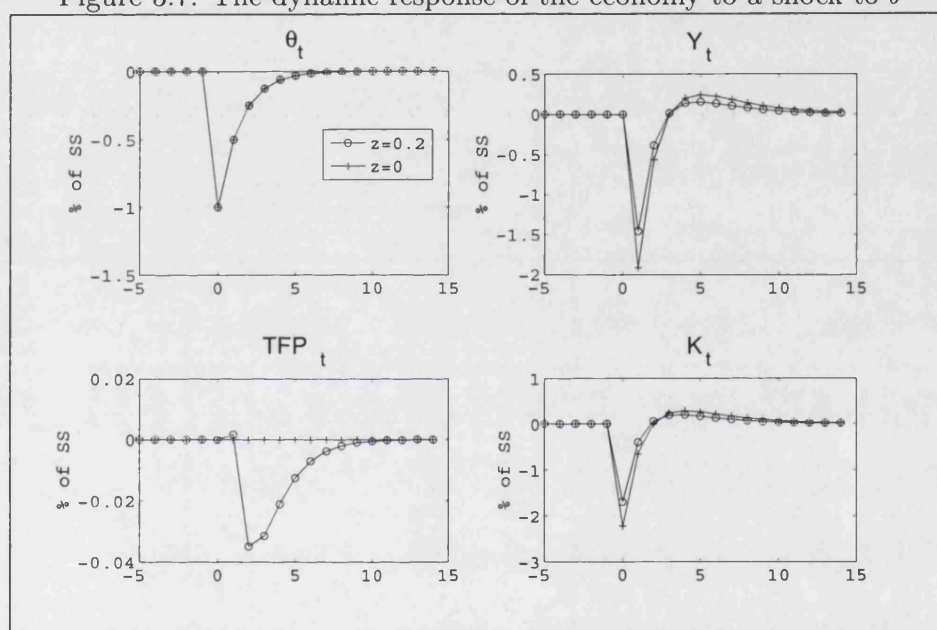 Figure 3.7: The dynamic response of the economy to a shock to
θt
% of SS
0
-0.5
-1
-1.5
-5 0 5 10 15
z=0.2
z=0
Yt
% of SS
0.5
0
-0.5
-1
-1.5
-2
-5 0 5 10 15
TFP t
% of SS
0.02
0
-0.02
-0.04
-5 0 5 10 15
Kt
% of SS
1
0
-1
-2
-3
-5 0 5 10 15